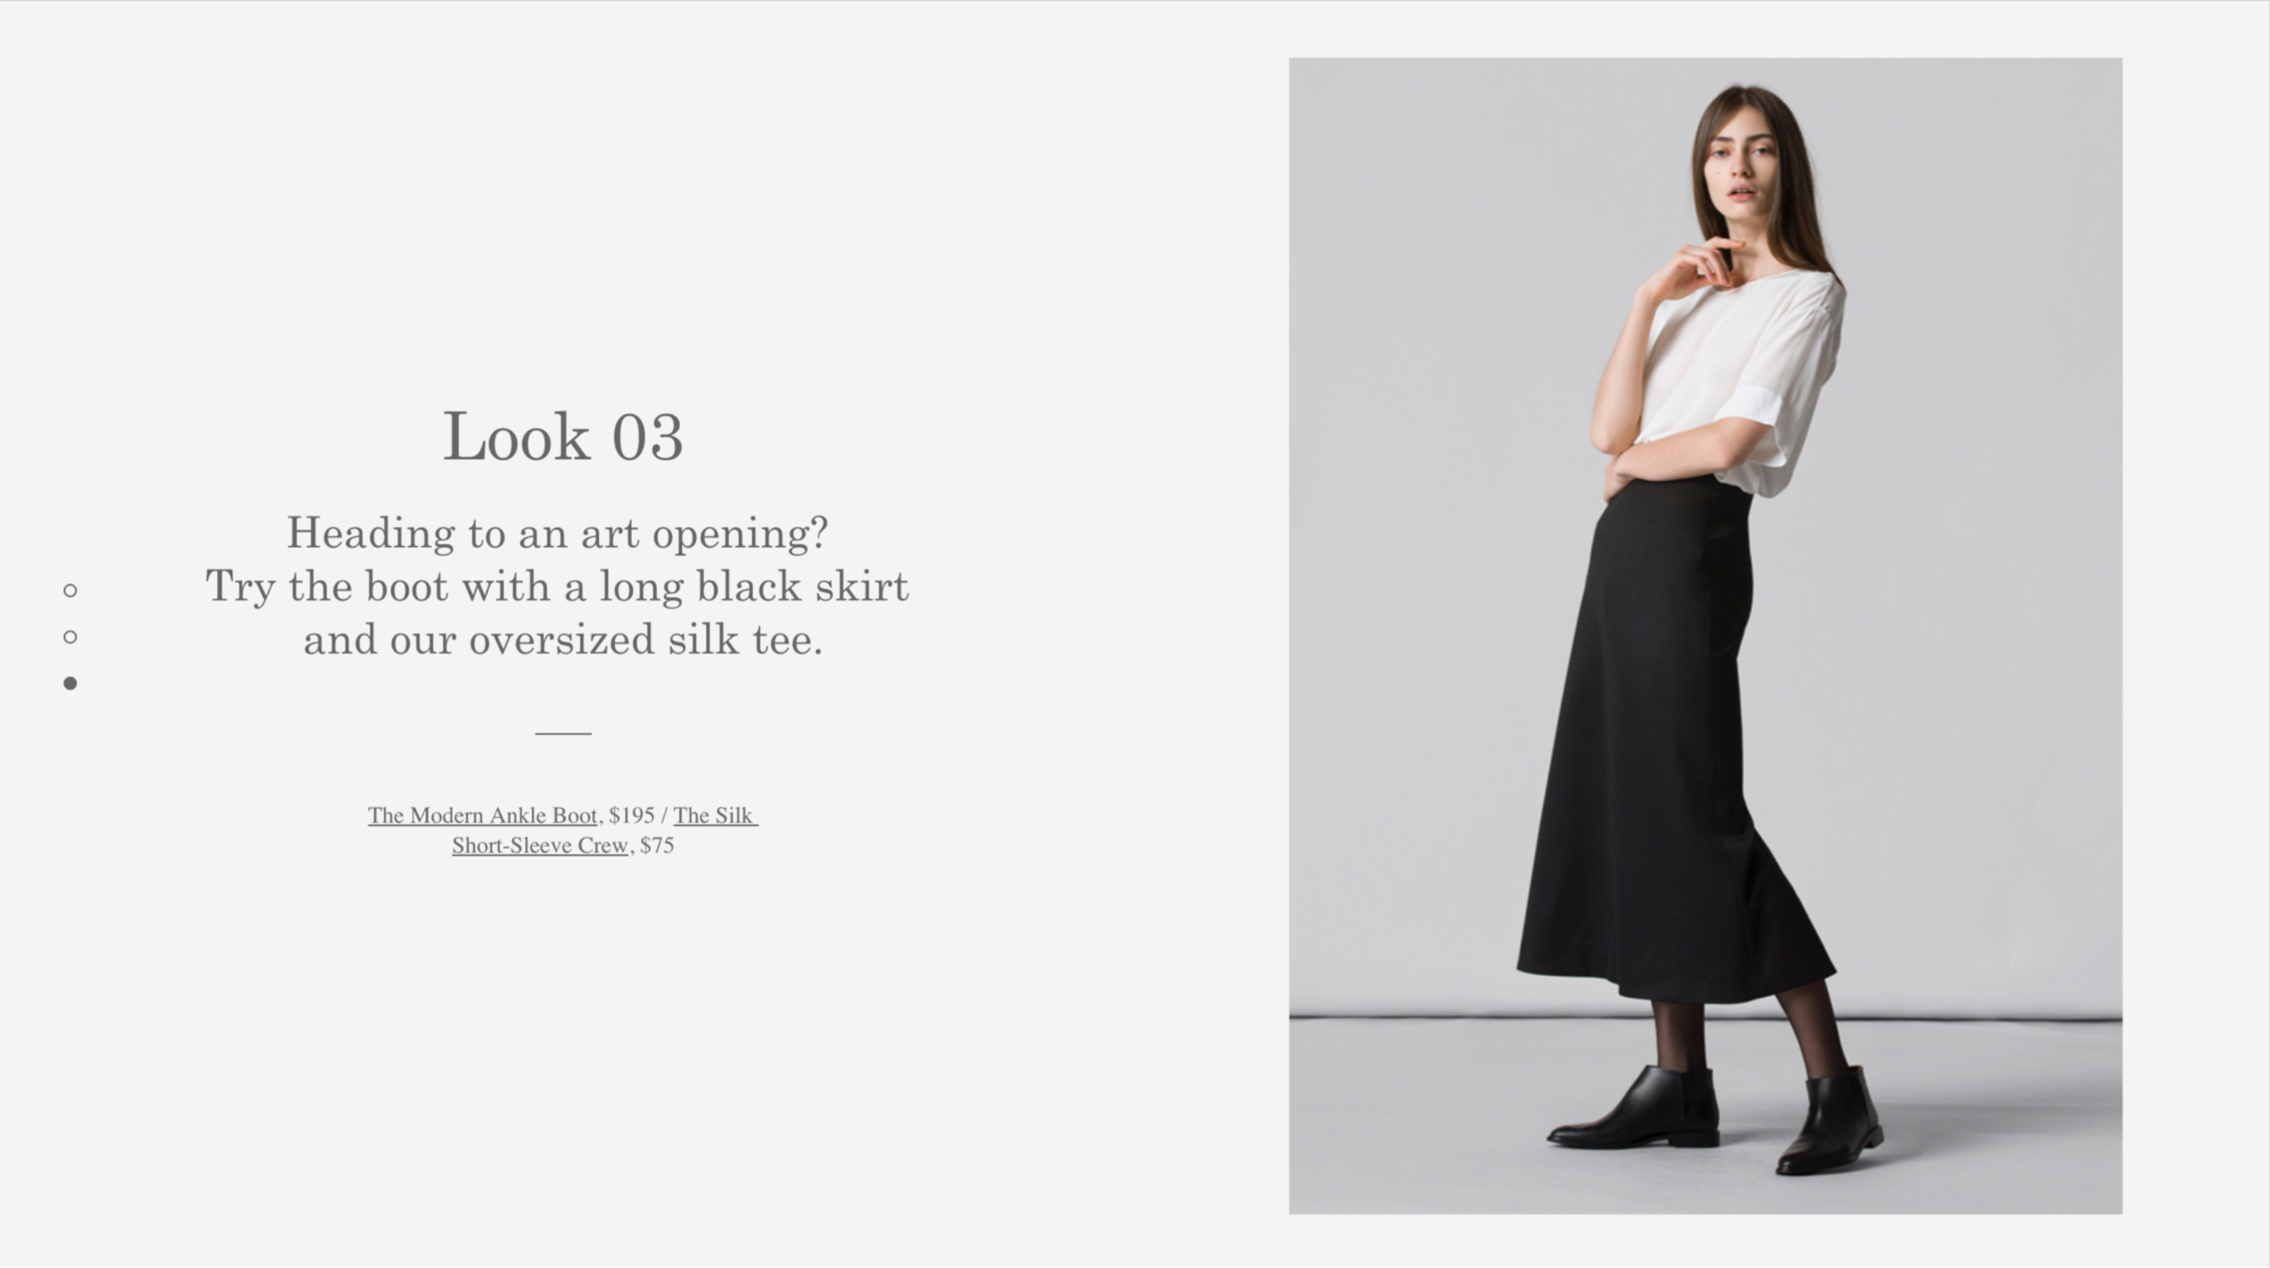 Look 03
Heading to an art opening?
Try the boot with a long black skirt
and our oversized silk tee.
The Modern Ankle Boot, $195 / The Silk
Short-Sleeve Crew, $75